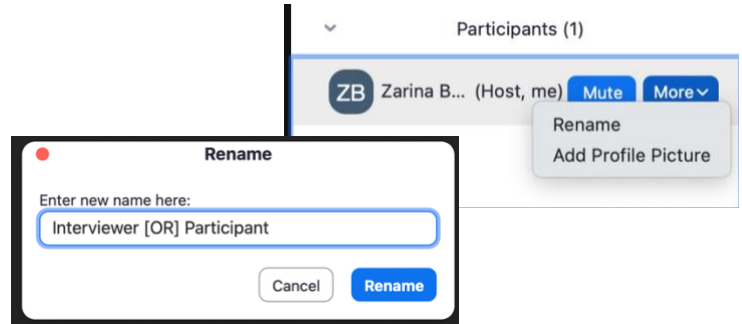 Participants (1)
ZB Zarina B... (Host, me) Mute More
Rename
Add Profile Picture
Rename
Enter new name here:
Interviewer [OR] Participant
Cancel Rename